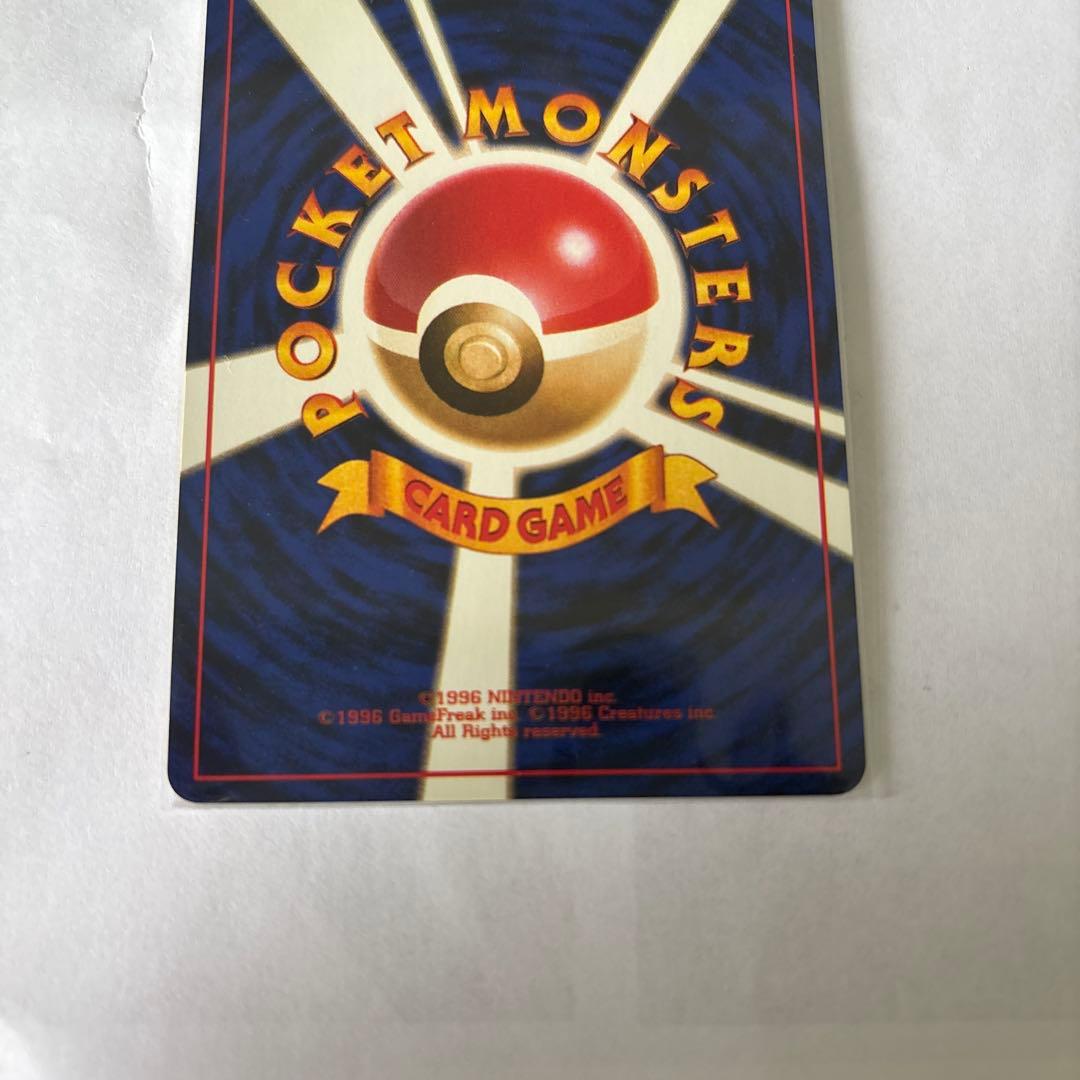 POCKET MONSTERS
CARD GAME
©1996 NINTENDO inc.
©1996 GameFreak inc. ©1996 Creatures inc.
All Rights reserved.